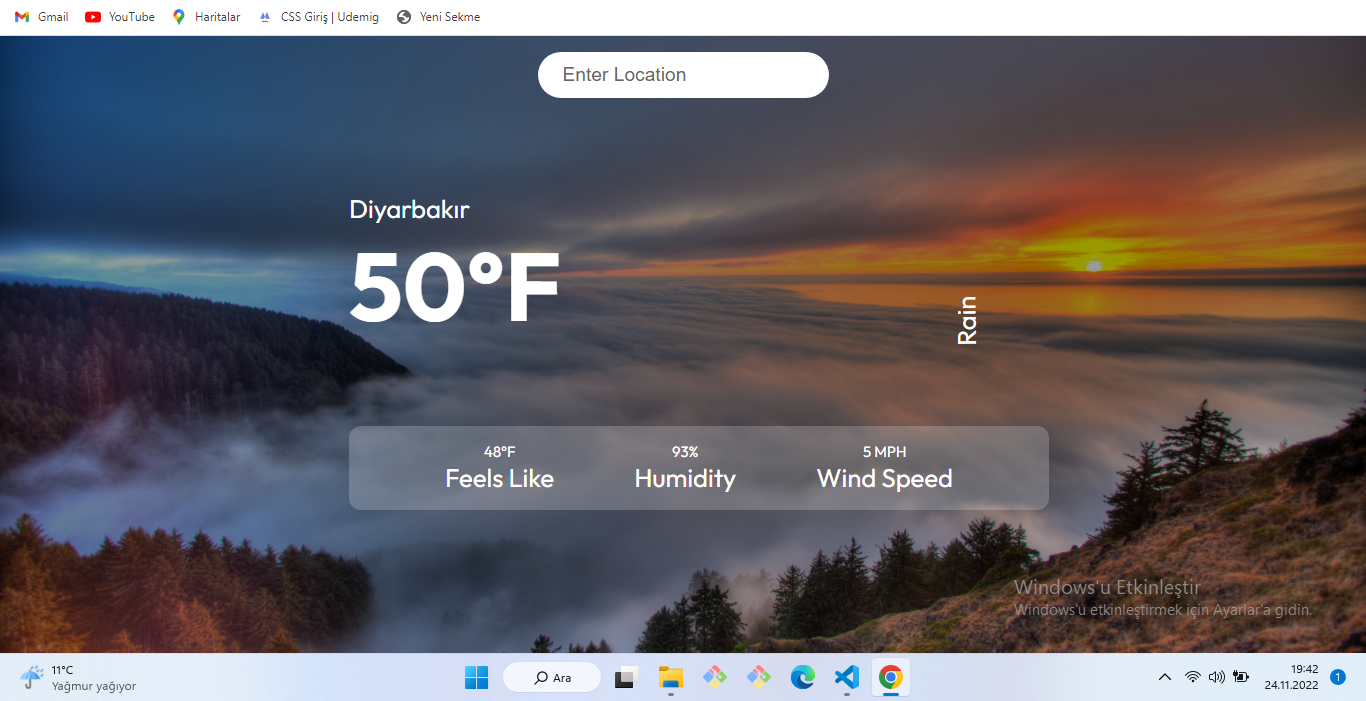 Gmail YouTube Haritalar CSS Giriş | Udemig Yeni Sekme
Enter Location
Diyarbakır
50°F
Rain
48°F 93% 5 MPH
Feels Like Humidity Wind Speed
Windows'u Etkinleştir
Windows'u etkinleştirmek için Ayarlar'a gidin.
11°C
Yağmur yağıyor
Ara
19:42
24.11.2022
1